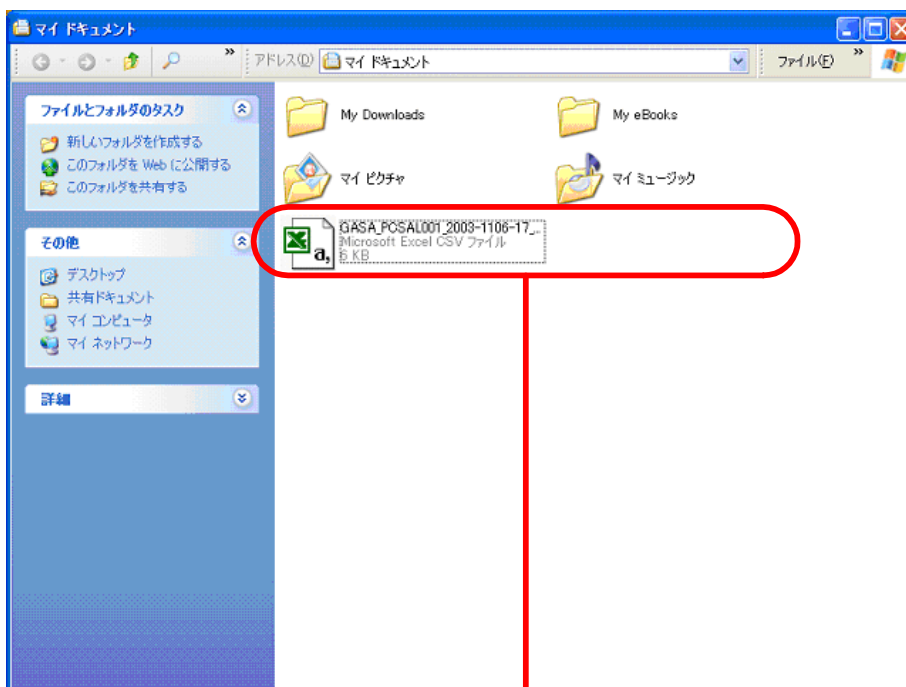 マイ ドキュメント
» アドレス(D) マイ ドキュメント ファイル(F) »
ファイルとフォルダのタスク
新しいフォルダを作成する
このフォルダを Web に公開する
このフォルダを共有する
その他
デスクトップ
共有ドキュメント
マイ コンピュータ
マイ ネットワーク
詳細
My Downloads
My eBooks
マイ ピクチャ
マイ ミュージック
GASA_PCSAL001_2003-1106-17_...
Microsoft Excel CSV ファイル
6 KB